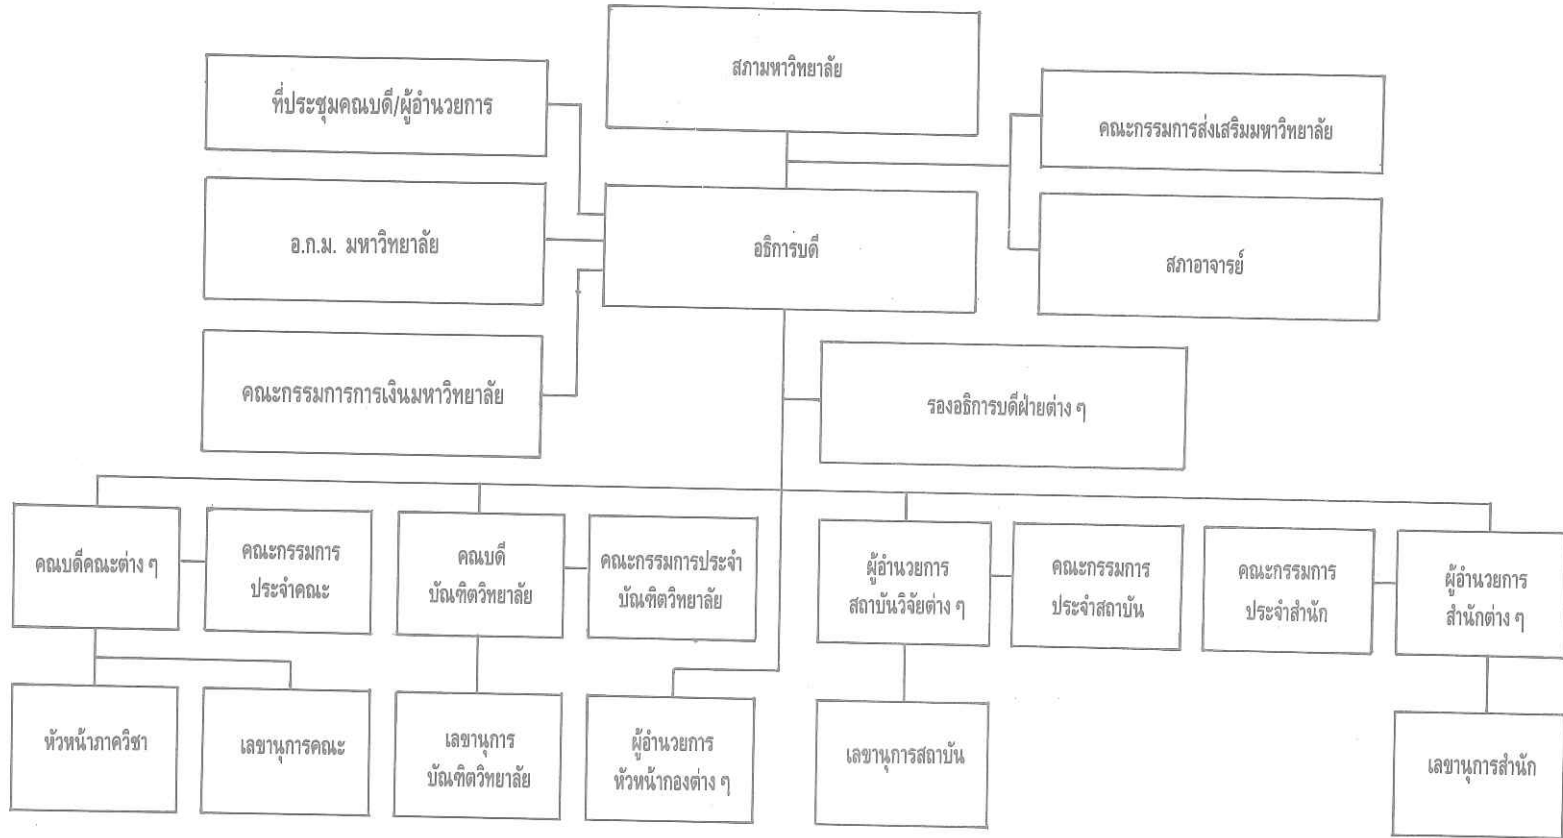 สภามหาวิทยาลัย
ที่ประชุมคณบดี/ผู้อำนวยการ
คณะกรรมการส่งเสริมมหาวิทยาลัย
อ.ก.ม. มหาวิทยาลัย
อธิการบดี
สภาอาจารย์
คณะกรรมการการเงินมหาวิทยาลัย
รองอธิการบดีฝ่ายต่าง ๆ
คณบดีคณะต่าง ๆ
คณะกรรมการ
ประจำคณะ
คณบดี
บัณฑิตวิทยาลัย
คณะกรรมการประจำ
บัณฑิตวิทยาลัย
ผู้อำนวยการ
สถาบันวิจัยต่าง ๆ
คณะกรรมการ
ประจำสถาบัน
คณะกรรมการ
ประจำสำนัก
ผู้อำนวยการ
สำนักต่าง ๆ
หัวหน้าภาควิชา
เลขานุการคณะ
เลขานุการ
บัณฑิตวิทยาลัย
ผู้อำนวยการ
หัวหน้ากองต่าง ๆ
เลขานุการสถาบัน
เลขานุการสำนัก